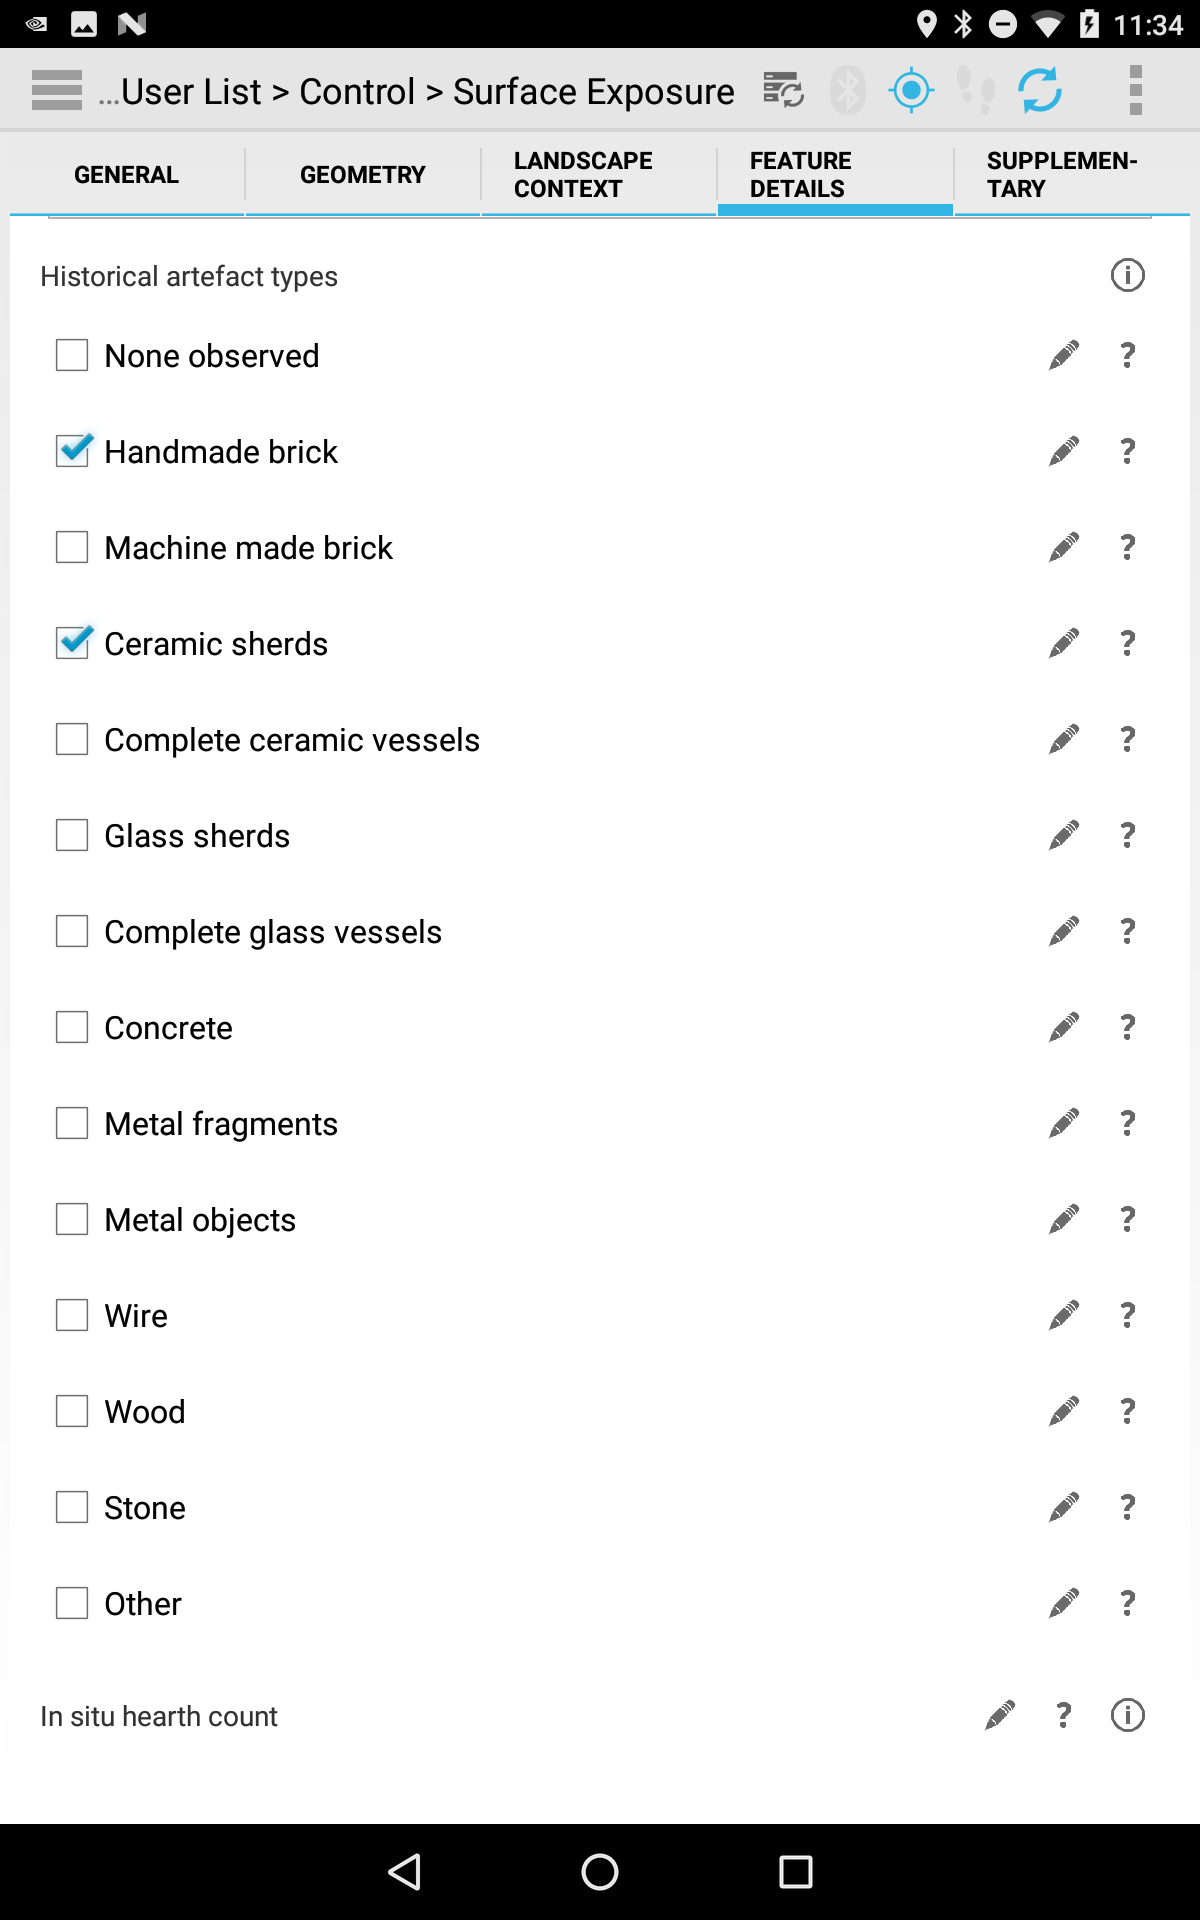 11:34
...User List > Control > Surface Exposure
GENERAL
GEOMETRY
LANDSCAPE
CONTEXT
FEATURE
DETAILS
SUPPLEMEN-
TARY
Historical artefact types
None observed ?
Handmade brick ?
Machine made brick ?
Ceramic sherds ?
Complete ceramic vessels ?
Glass sherds ?
Complete glass vessels ?
Concrete ?
Metal fragments ?
Metal objects ?
Wire ?
Wood ?
Stone ?
Other ?
In situ hearth count ?